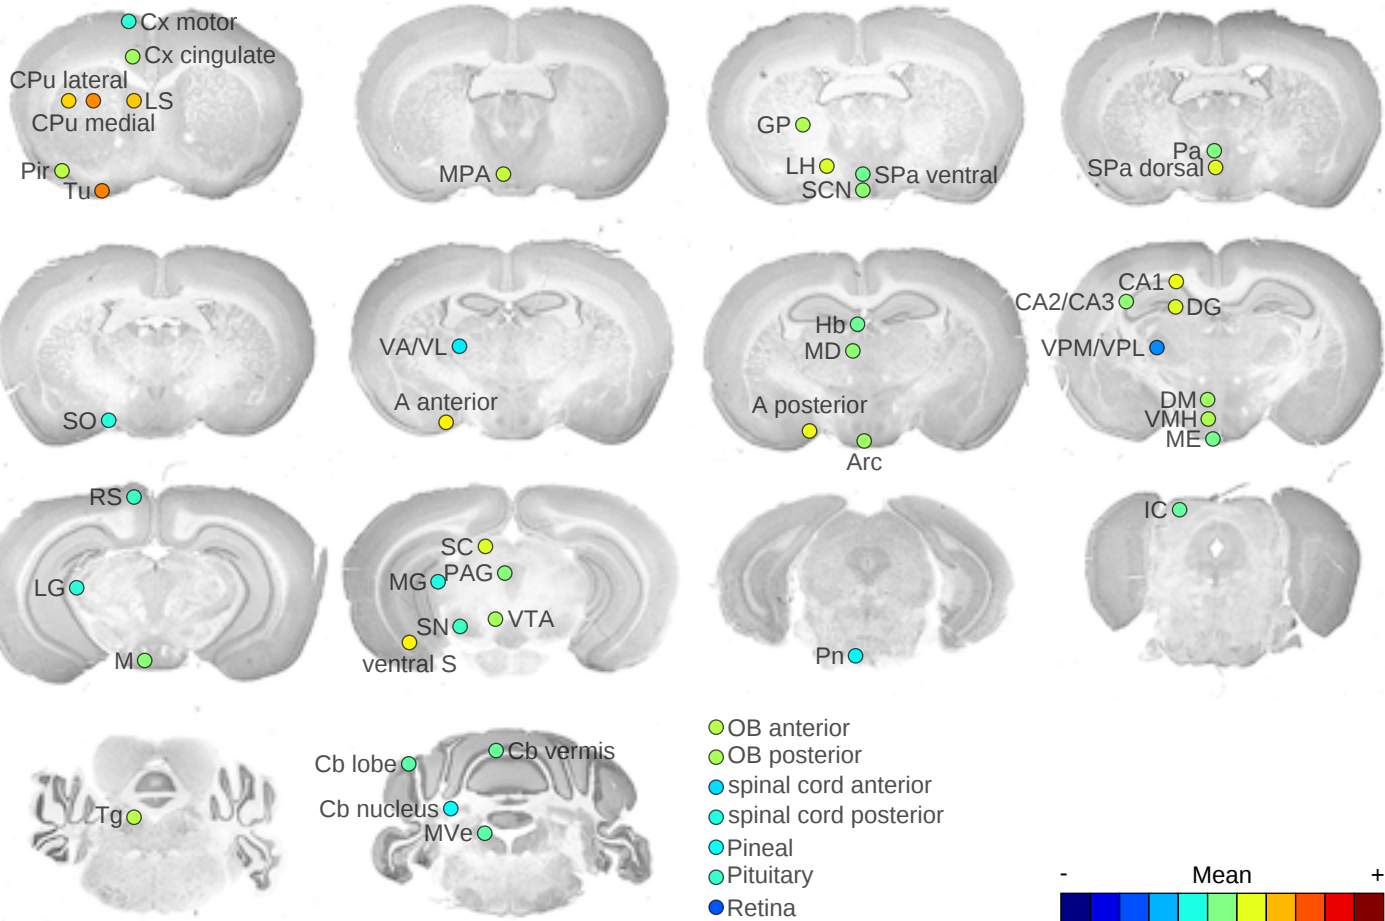 Cx motor
Cx cingulate
CPu lateral
LS
CPu medial
Pir
Tu
MPA
GP
LH
SPa ventral
SCN
Pa
SPa dorsal
SO
VA/VL
A anterior
Hb
MD
A posterior
Arc
CA1
CA2/CA3
DG
VPM/VPL
DM
VMH
ME
RS
LG
M
SC
MG
PAG
SN
VTA
ventral S
Pn
IC
Tg
Cb lobe
Cb vermis
Cb nucleus
MVe
OB anterior
OB posterior
spinal cord anterior
spinal cord posterior
Pineal
Pituitary
Retina
- Mean +